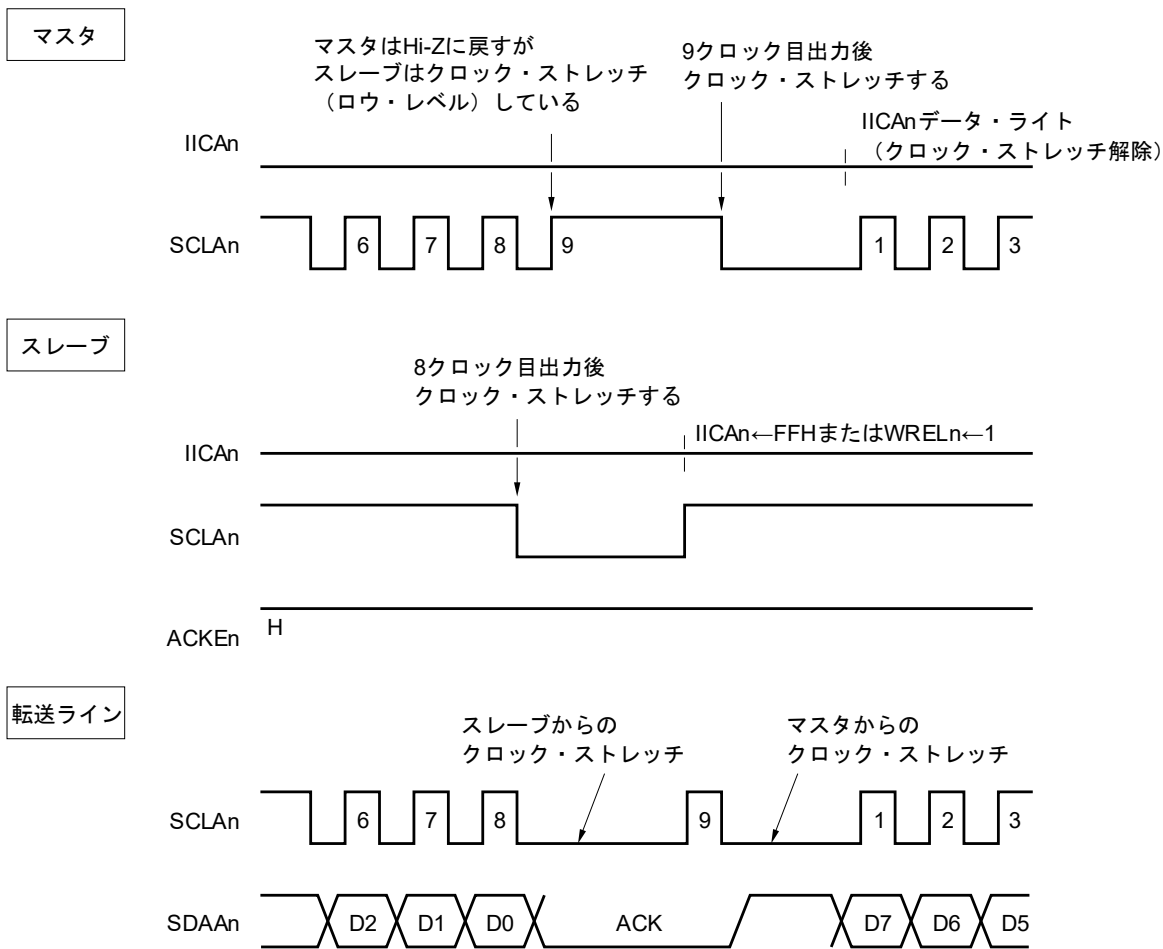 マスタ
マスタはHi-Zに戻すが
スレーブはクロック・ストレッチ
（ロウ・レベル）している
9クロック目出力後
クロック・ストレッチする
IICAnデータ・ライト
（クロック・ストレッチ解除）
IICAn
SCLAn 6 7 8 9 1 2 3
スレーブ
8クロック目出力後
クロック・ストレッチする
IICAn←FFHまたはWRELn←1
IICAn
SCLAn
H
ACKEn
転送ライン
スレーブからの
クロック・ストレッチ
マスタからの
クロック・ストレッチ
SCLAn 6 7 8 9 1 2 3
SDAAn D2 D1 D0 ACK D7 D6 D5